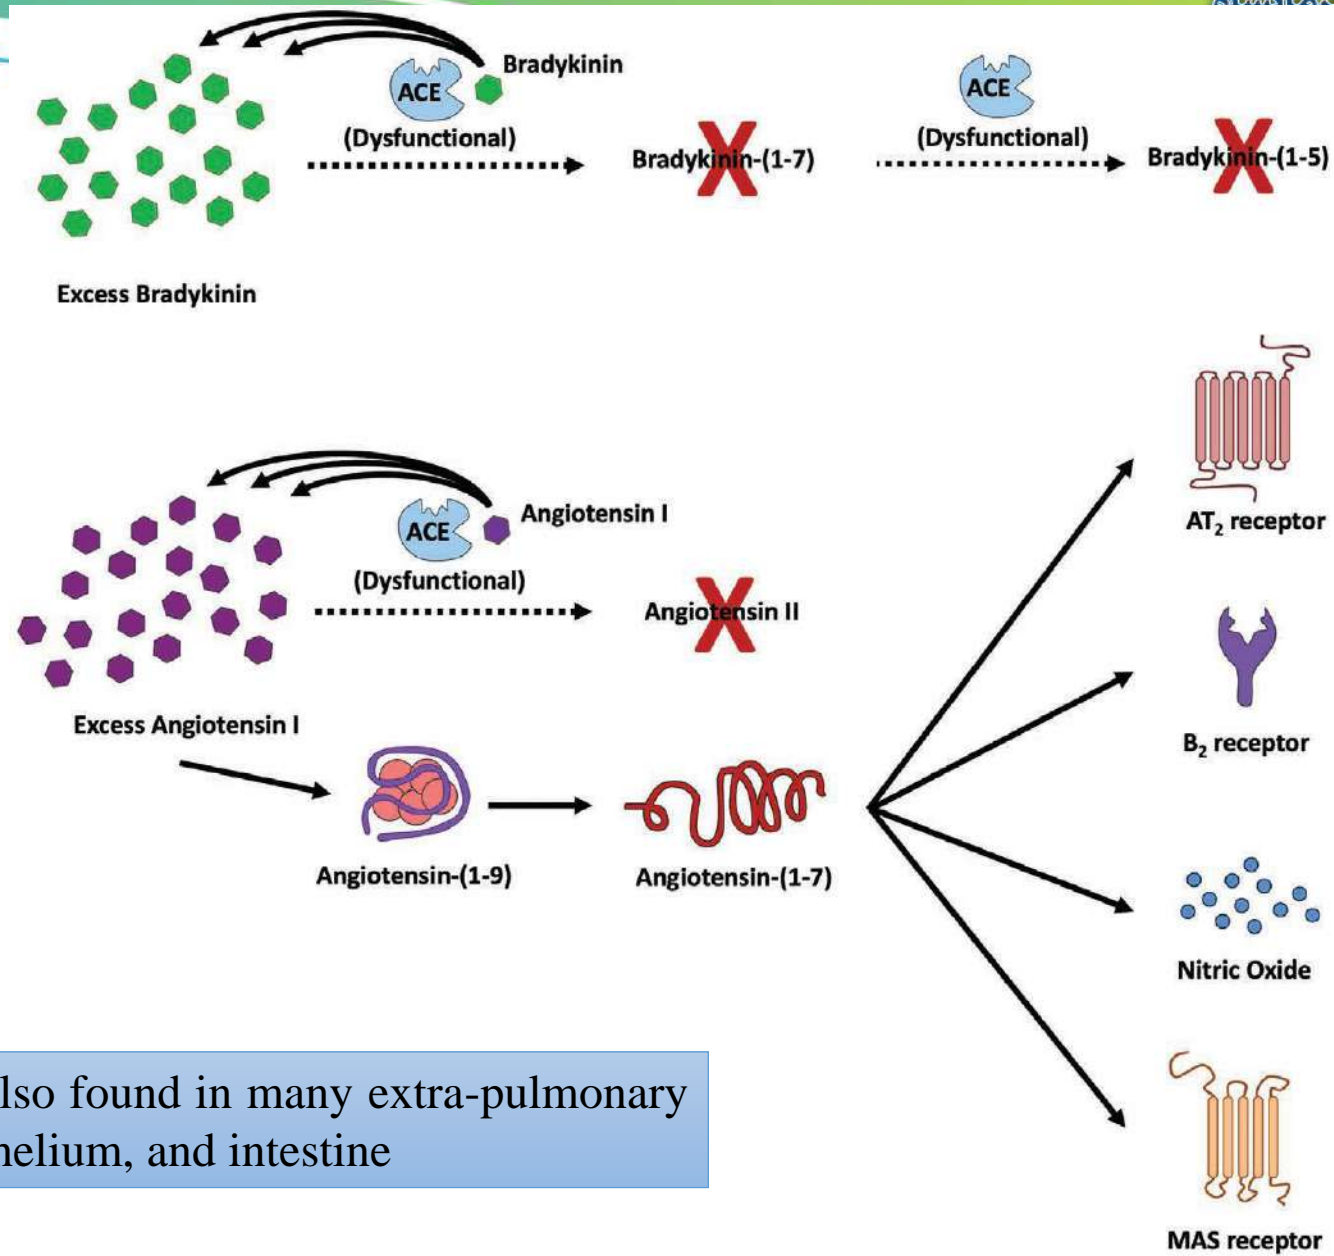 Bradykinin
ACE
(Dysfunctional)
Bradykinin-(1-7)
ACE
(Dysfunctional)
Bradykinin-(1-5)
Excess Bradykinin
Angiotensin I
ACE
(Dysfunctional)
Angiotensin II
Excess Angiotensin I
Angiotensin-(1-9)
Angiotensin-(1-7)
AT₂ receptor
B₂ receptor
Nitric Oxide
MAS receptor
also found in many extra-pulmonary
and intestine